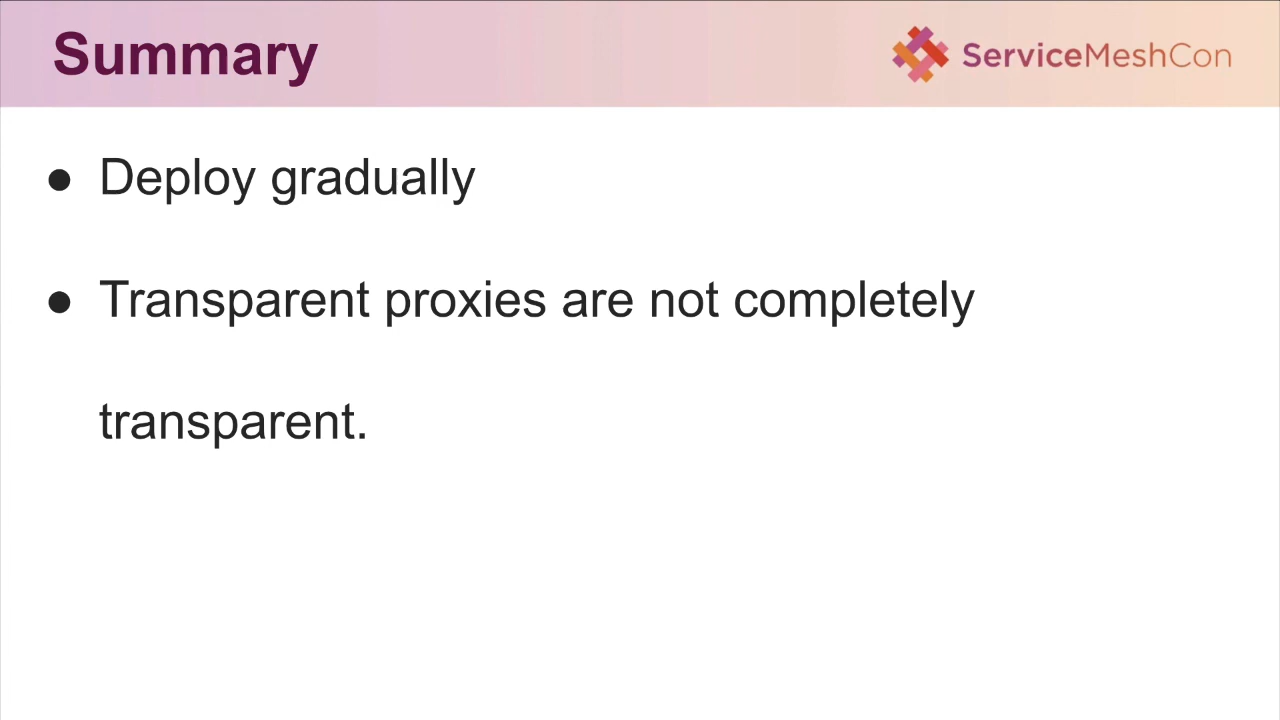 Summary
ServiceMeshCon
● Deploy gradually
● Transparent proxies are not completely
transparent.